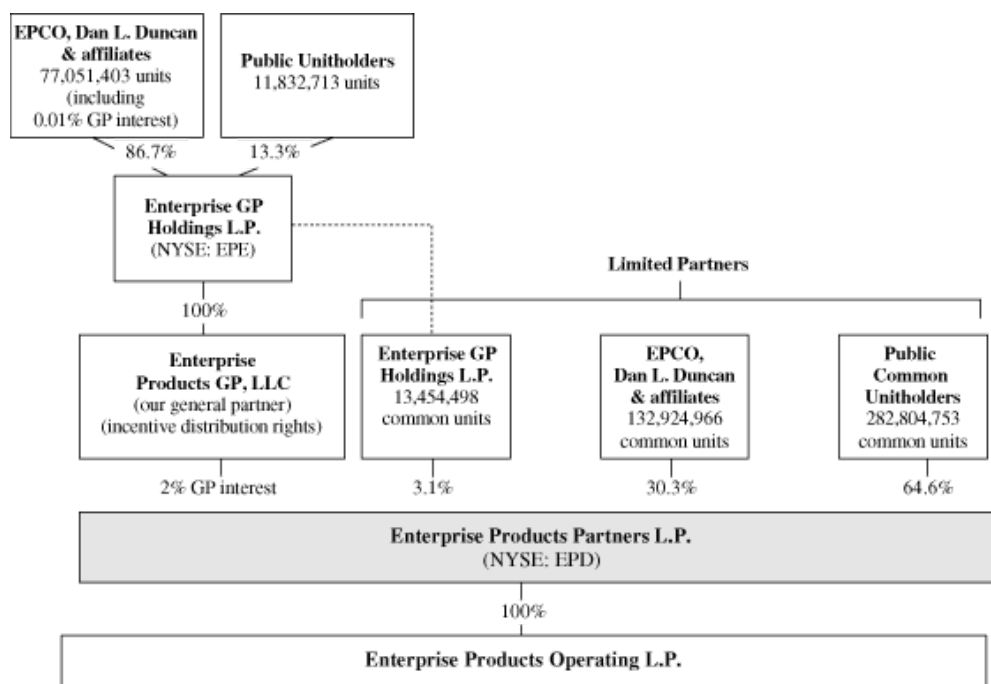 EPCO, Dan L. Duncan
& affiliates
77,051,403 units
(including
0.01% GP interest)
Public Unitholders
11,832,713 units
86.7%
13.3%
Enterprise GP
Holdings L.P.
(NYSE: EPE)
Limited Partners
100%
Enterprise
Products GP, LLC
(our general partner)
(incentive distribution rights)
Enterprise GP
Holdings L.P.
13,454,498
common units
EPCO,
Dan L. Duncan
& affiliates
132,924,966
common units
Public
Common
Unitholders
282,804,753
common units
2% GP interest
3.1%
30.3%
64.6%
Enterprise Products Partners L.P.
(NYSE: EPD)
100%
Enterprise Products Operating L.P.